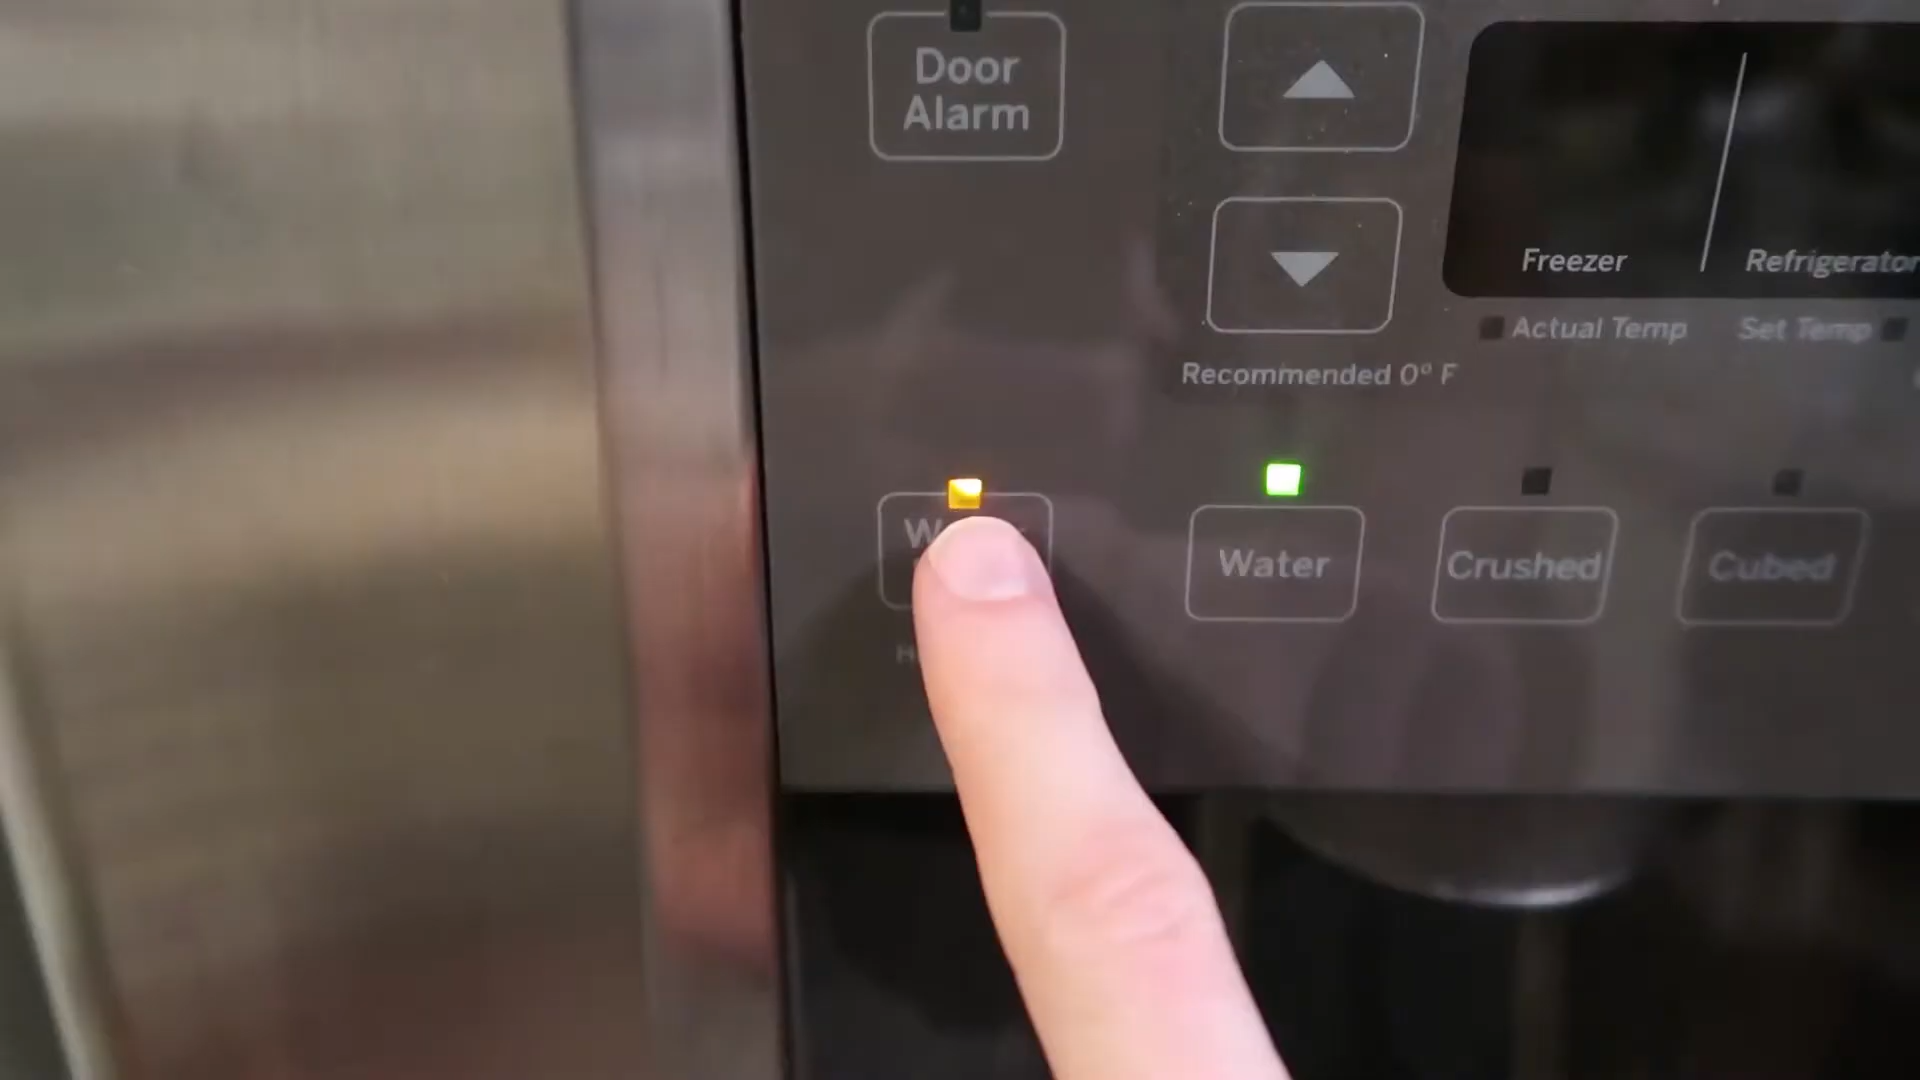 Door
Alarm
Freezer
Refrigerator
Actual Temp
Set Temp
Recommended 0° F
Water
Crushed
Cubed